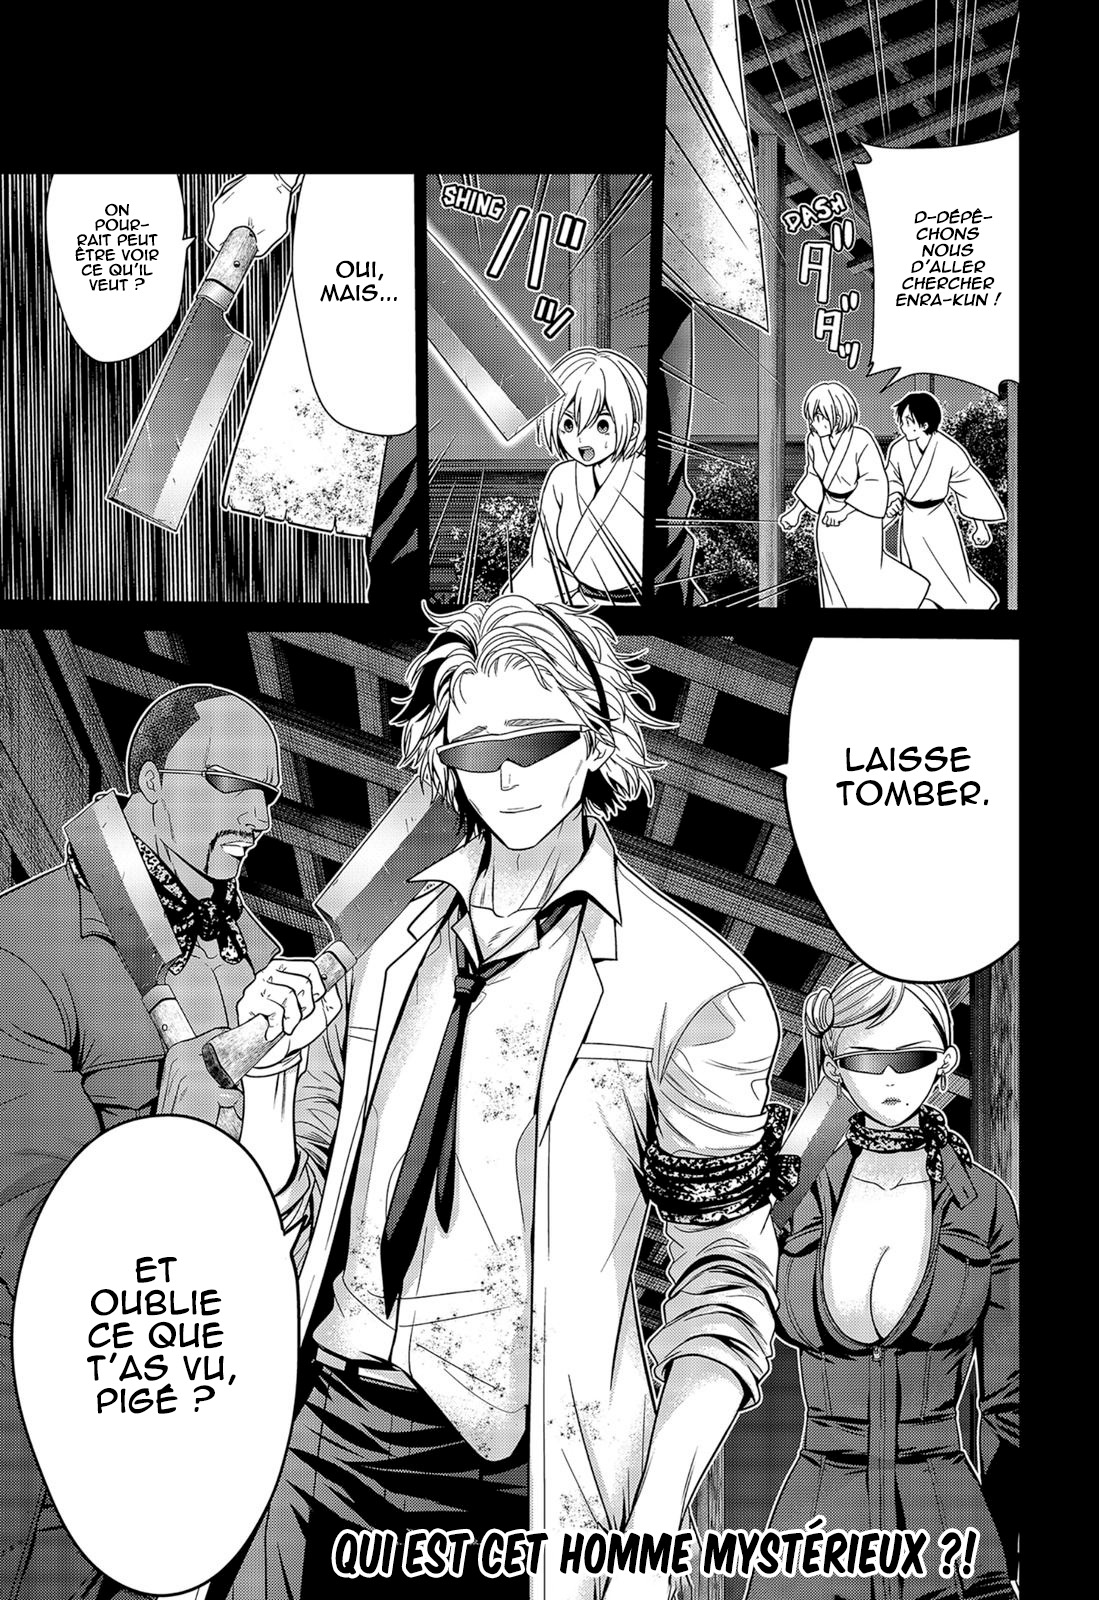 D-DÉPÊ-
CHONS
NOUS
D'ALLER
CHERCHER
ENRA-KUN !
DASH
ダダダッ
SHING
OUI,
MAIS...
ON
POUR-
RAIT PEUT
ÊTRE VOIR
CE QU'IL
VEUT ?
LAISSE
TOMBER.
ET
OUBLIE
CE QUE
T'AS VU,
PIGÉ ?
QUI EST CET HOMME MYSTÉRIEUX ?!